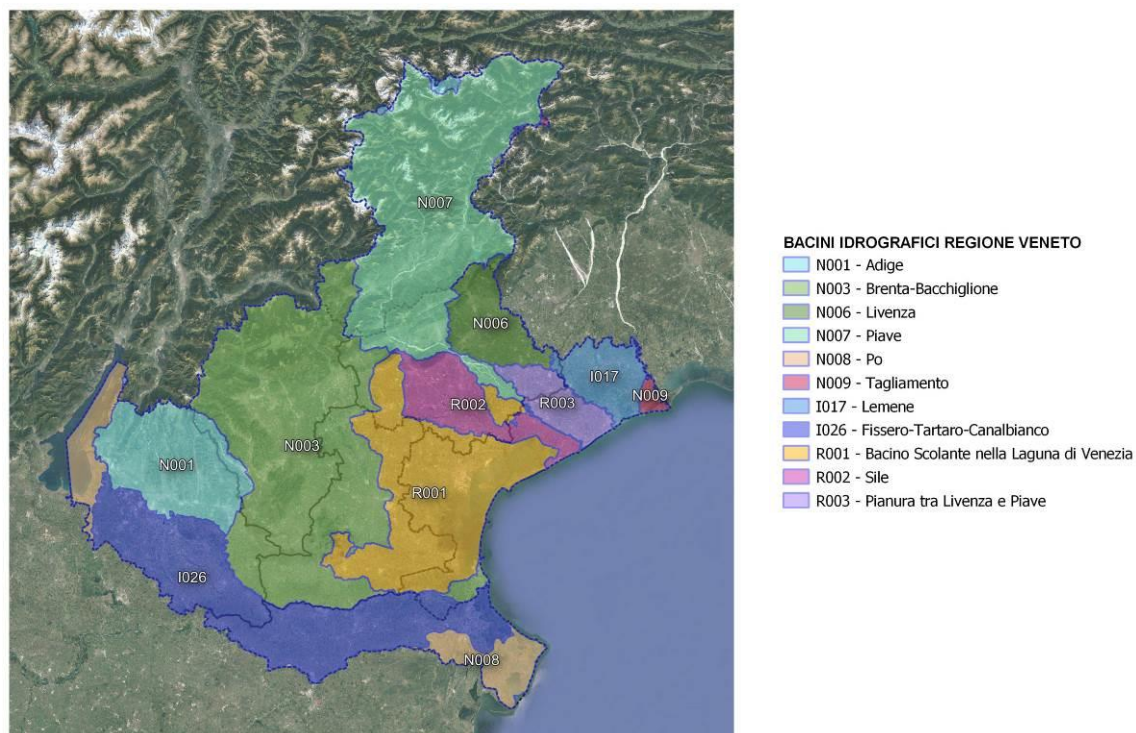 N007
N006
I017
N009
R002
R003
N003
N001
R001
I026
N008
BACINI IDROGRAFICI REGIONE VENETO
N001 - Adige
N003 - Brenta-Bacchiglione
N006 - Livenza
N007 - Piave
N008 - Po
N009 - Tagliamento
I017 - Lemene
I026 - Fissero-Tartaro-Canalbianco
R001 - Bacino Scolante nella Laguna di Venezia
R002 - Sile
R003 - Pianura tra Livenza e Piave